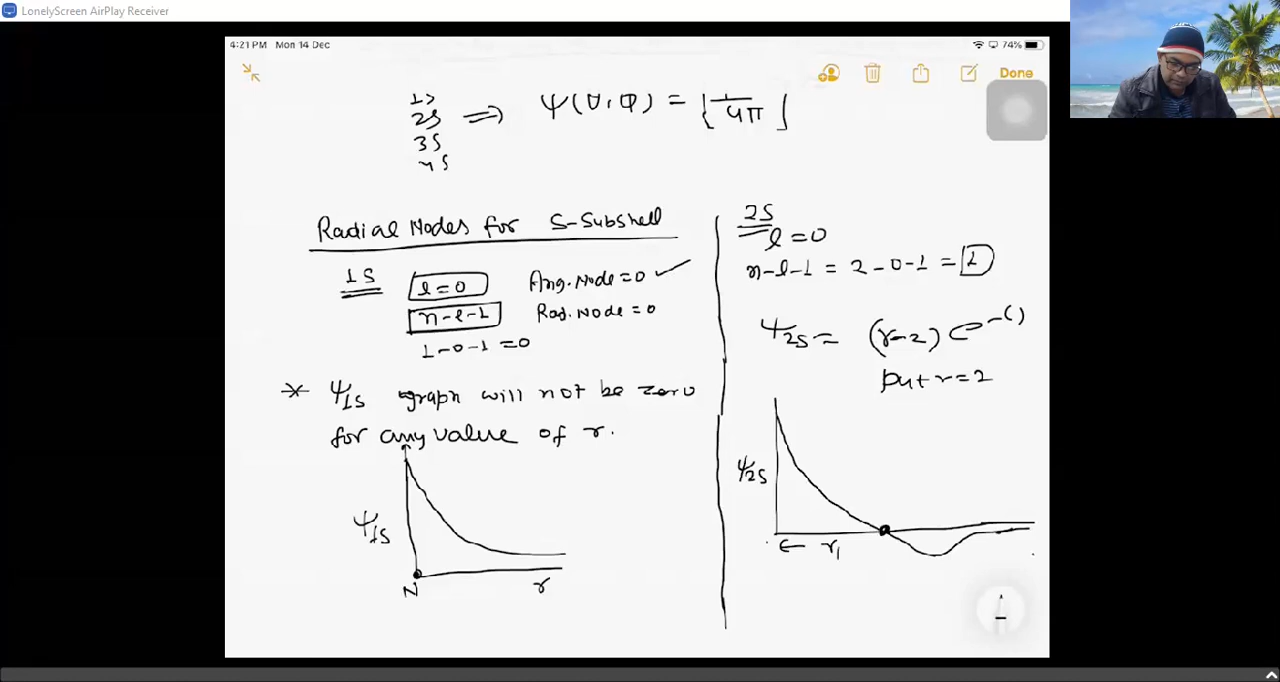 LonelyScreen AirPlay Receiver
4:21 PM Mon 14 Dec
74%
Done
1s
2S ⟹ Ψ(θ,φ) = [1/4π]
3S
4S
Radial Nodes for S-Subshell
1S
l=0 Ang.Node=0 ✓
n-l-1 Rad.Node=0
1-0-1=0
* Ψ1S graph will not be zero
for any value of r.
Ψ1S
N
r
2S
l=0
n-l-1 = 2-0-1 = 1
Ψ2S = (r-2) e^-( )
put r=2
Ψ2S
← r1